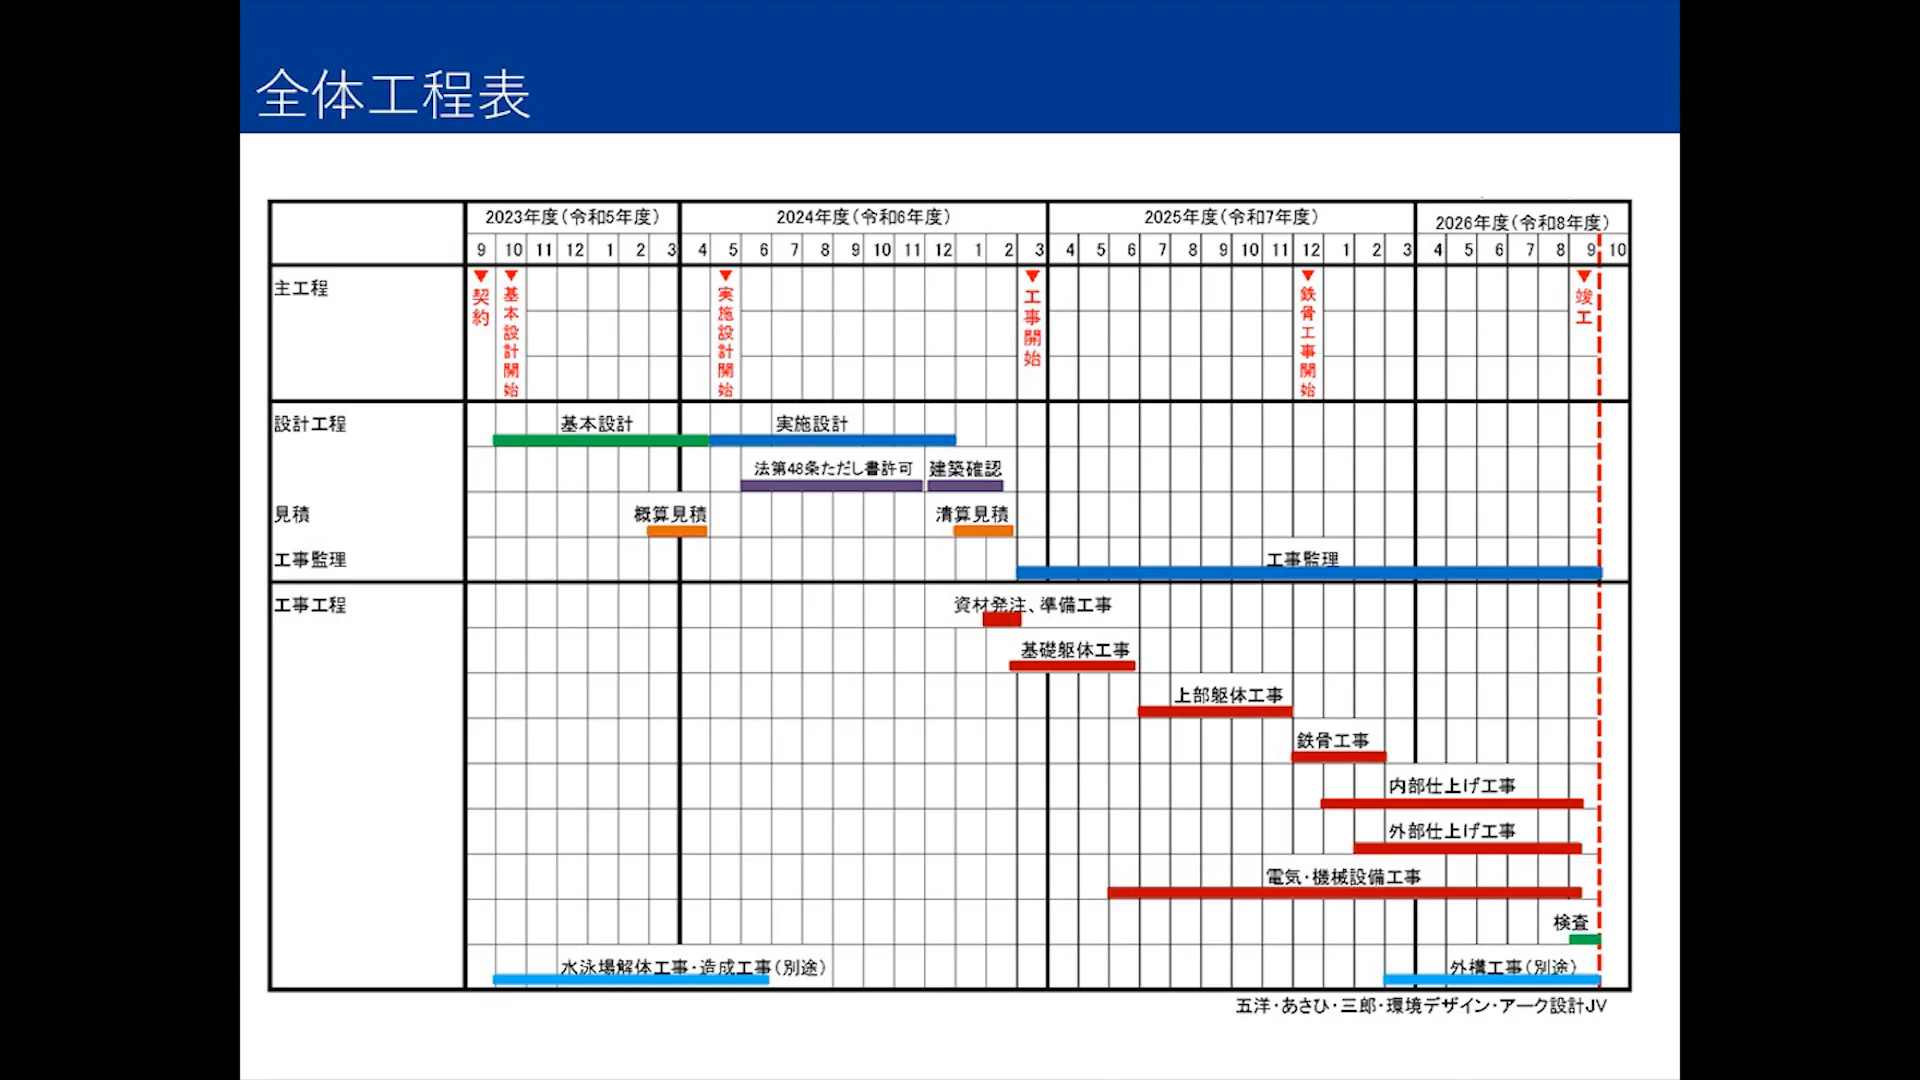 全体工程表
2023年度(令和5年度) 2024年度(令和6年度) 2025年度(令和7年度) 2026年度(令和8年度)
9 10 11 12 1 2 3 4 5 6 7 8 9 10 11 12 1 2 3 4 5 6 7 8 9 10 11 12 1 2 3 4 5 6 7 8 9 10
主工程
▼契約
▼基本設計開始
▼実施設計開始
▼工事開始
▼鉄骨工事開始
▼竣工
設計工程 基本設計 実施設計
法第48条ただし書許可 建築確認
見積 概算見積 清算見積
工事監理 工事監理
工事工程 資材発注、準備工事
基礎躯体工事
上部躯体工事
鉄骨工事
内部仕上げ工事
外部仕上げ工事
電気・機械設備工事
検査
水泳場解体工事・造成工事(別途) 外構工事(別途)
五洋・あさひ・三郎・環境デザイン・アーク設計JV